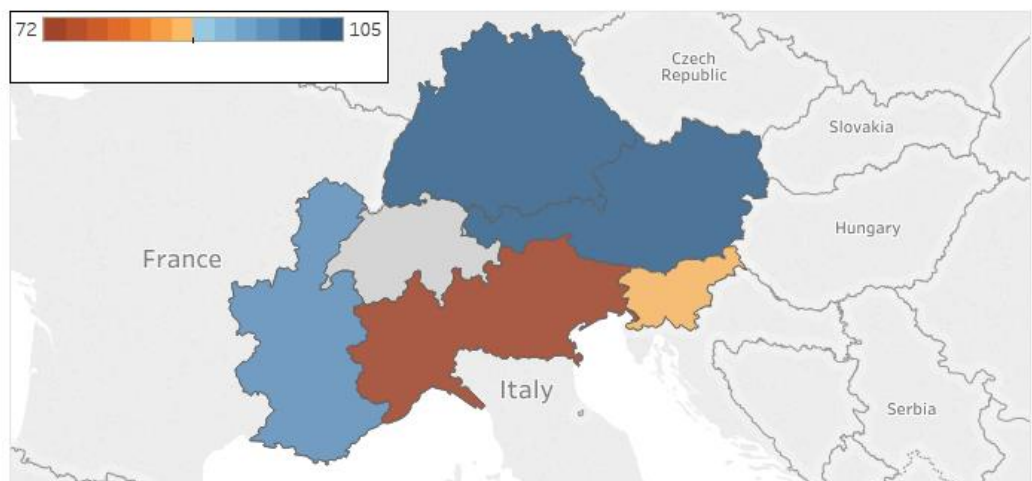 72 105
Czech
Republic
Slovakia
Hungary
France
Italy
Serbia